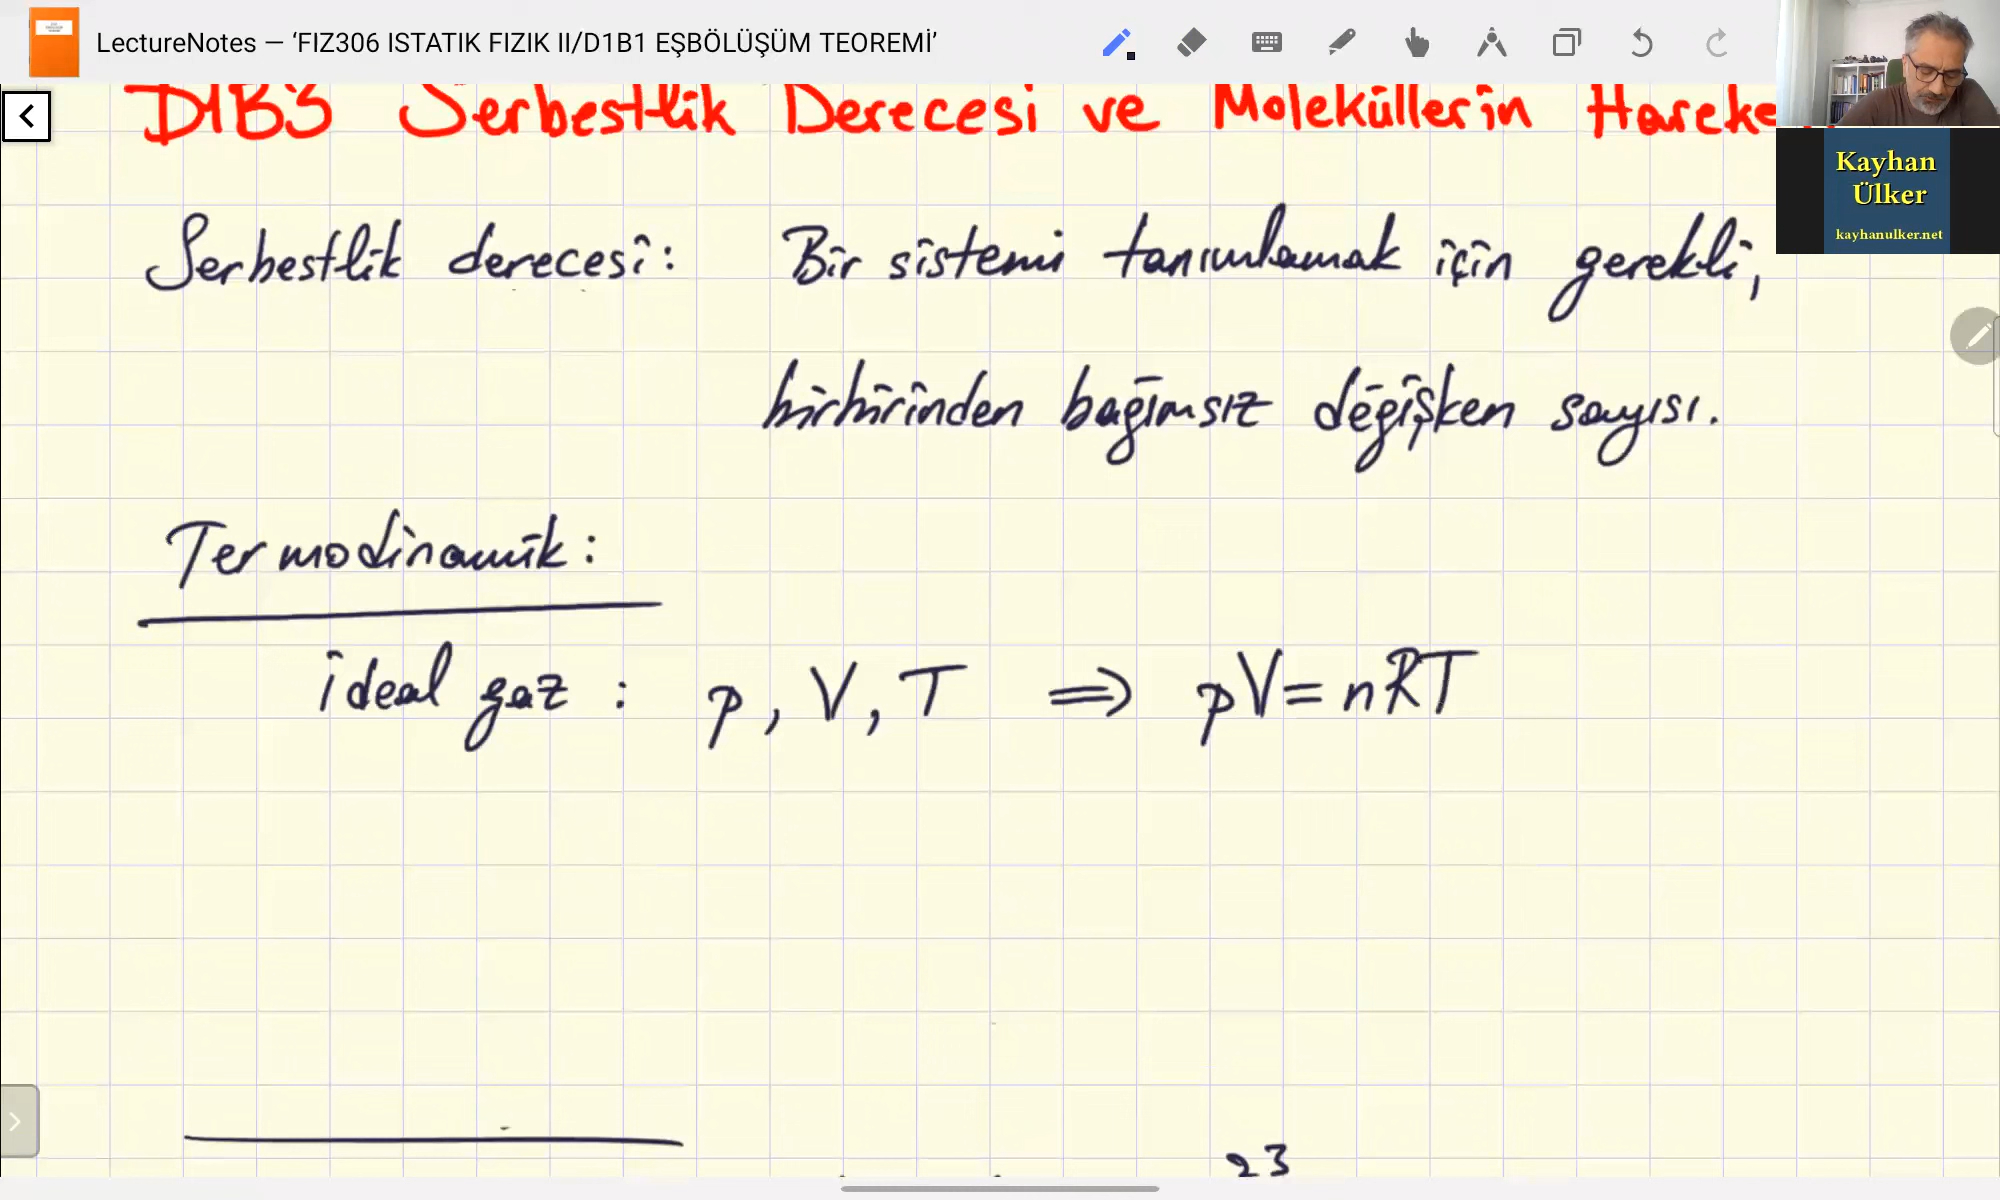 LectureNotes — ‘FIZ306 ISTATIK FIZIK II/D1B1 EŞBÖLÜŞÜM TEOREMİ’
D1B3 Serbestlik Derecesi ve Moleküllerin
Kayhan
Ülker
kayhanulker.net
Serbestlik derecesi: Bir sistemi tanımlamak için gerekli,
birbirinden bağımsız değişken sayısı.
Termodinamik:
ideal gaz : p, V, T ⟹ pV = nRT
23